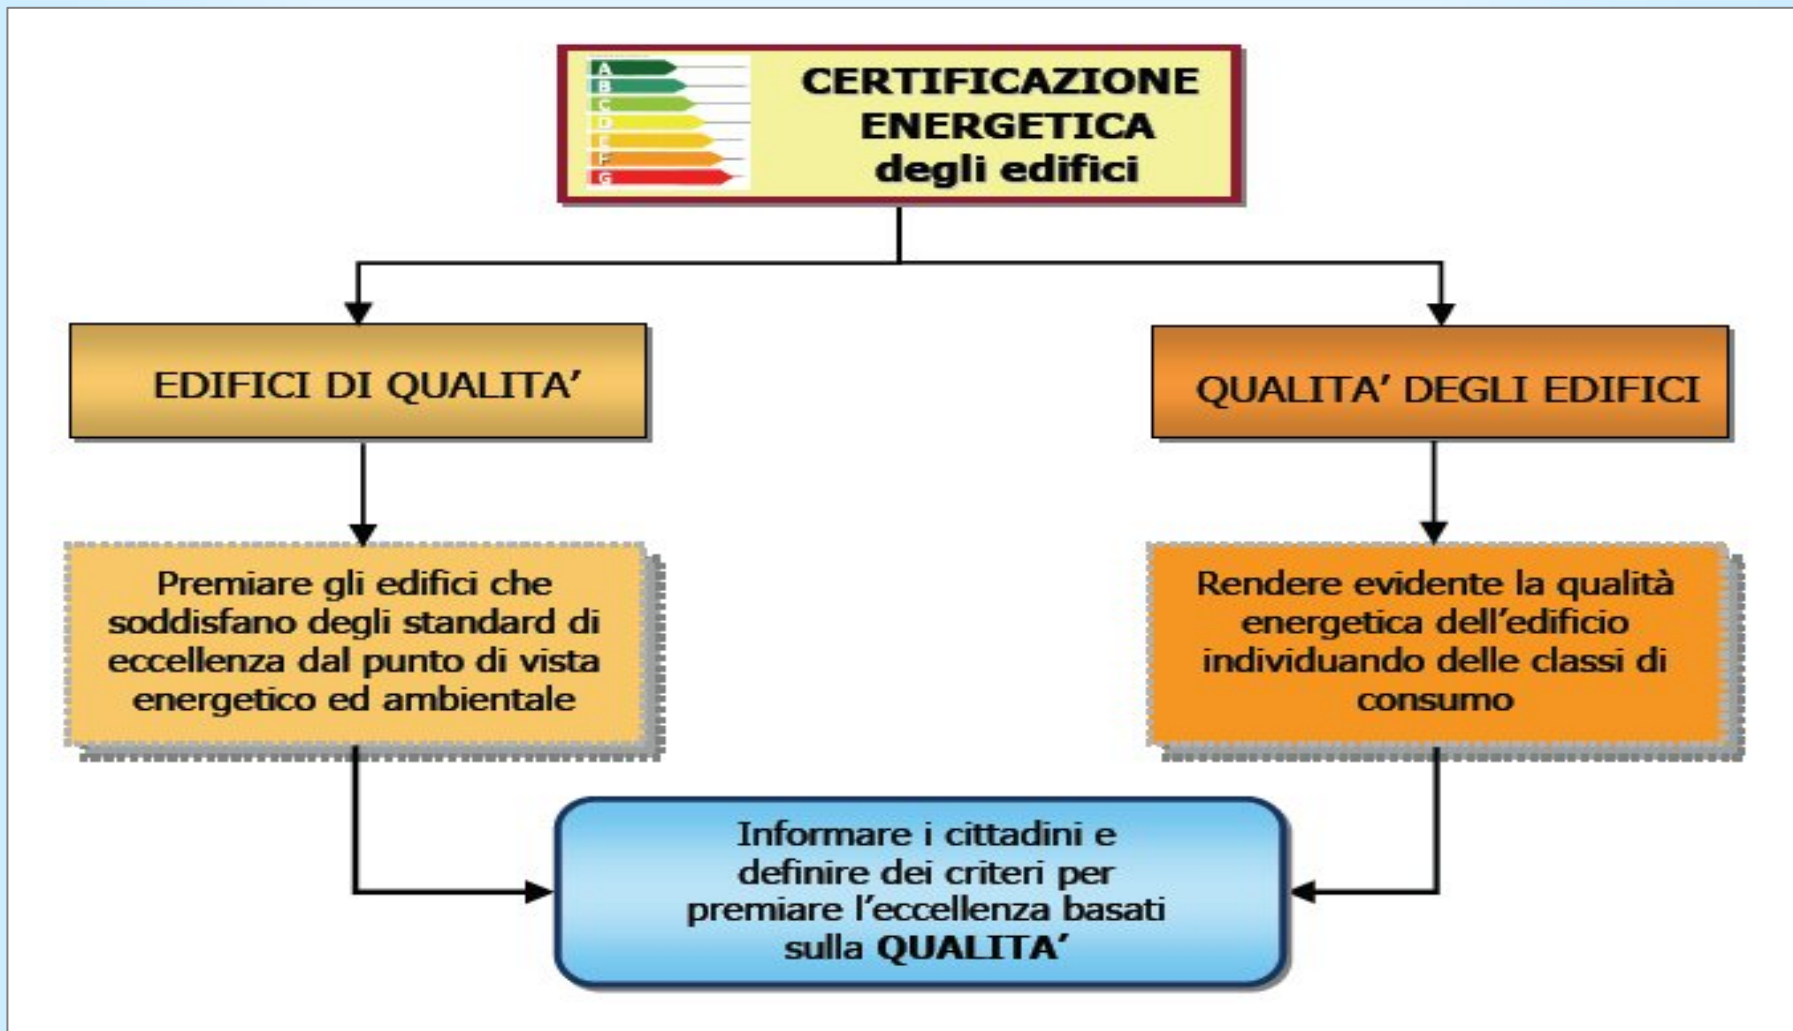 A
B
C
D
E
F
G
CERTIFICAZIONE
ENERGETICA
degli edifici
EDIFICI DI QUALITA’
QUALITA’ DEGLI EDIFICI
Premiare gli edifici che
soddisfano degli standard di
eccellenza dal punto di vista
energetico ed ambientale
Rendere evidente la qualità
energetica dell’edificio
individuando delle classi di
consumo
Informare i cittadini e
definire dei criteri per
premiare l’eccellenza basati
sulla QUALITA’